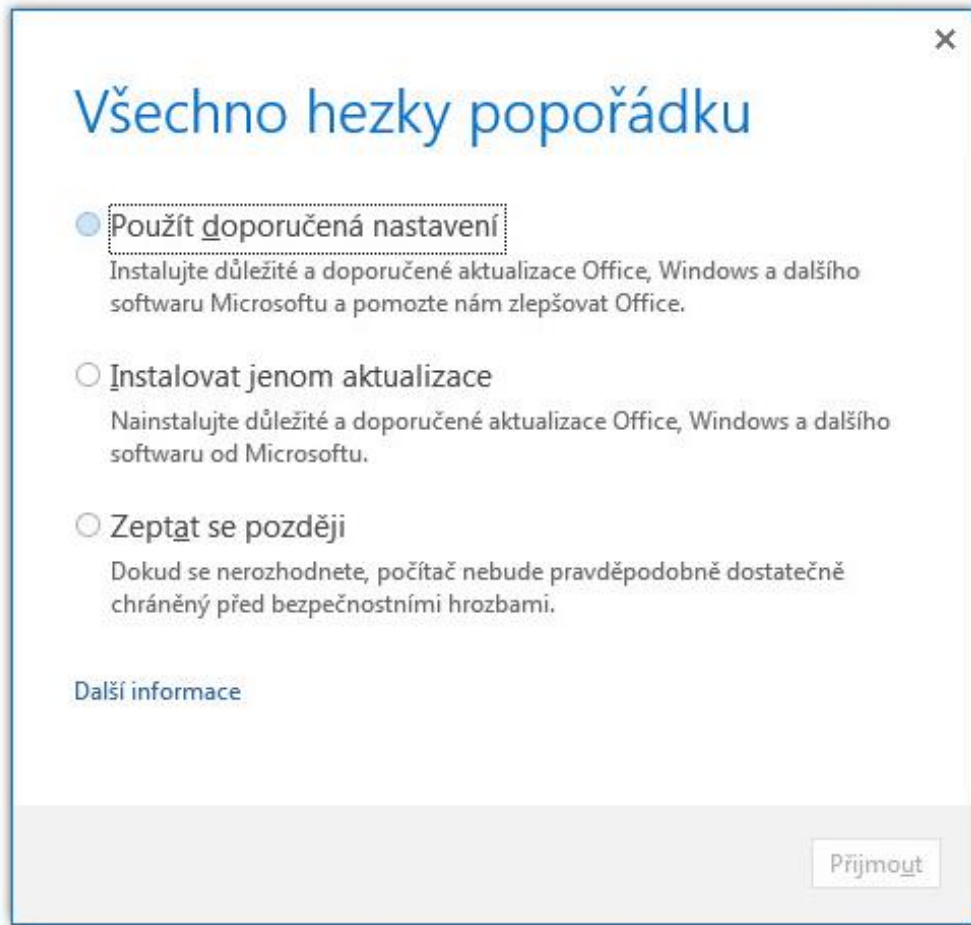 Všechno hezky popořádku
Použít doporučená nastavení
Instalujte důležité a doporučené aktualizace Office, Windows a dalšího
softwaru Microsoftu a pomozte nám zlepšovat Office.
Instalovat jenom aktualizace
Nainstalujte důležité a doporučené aktualizace Office, Windows a dalšího
softwaru od Microsoftu.
Zeptat se později
Dokud se nerozhodnete, počítač nebude pravděpodobně dostatečně
chráněný před bezpečnostními hrozbami.
Další informace
Přijmout